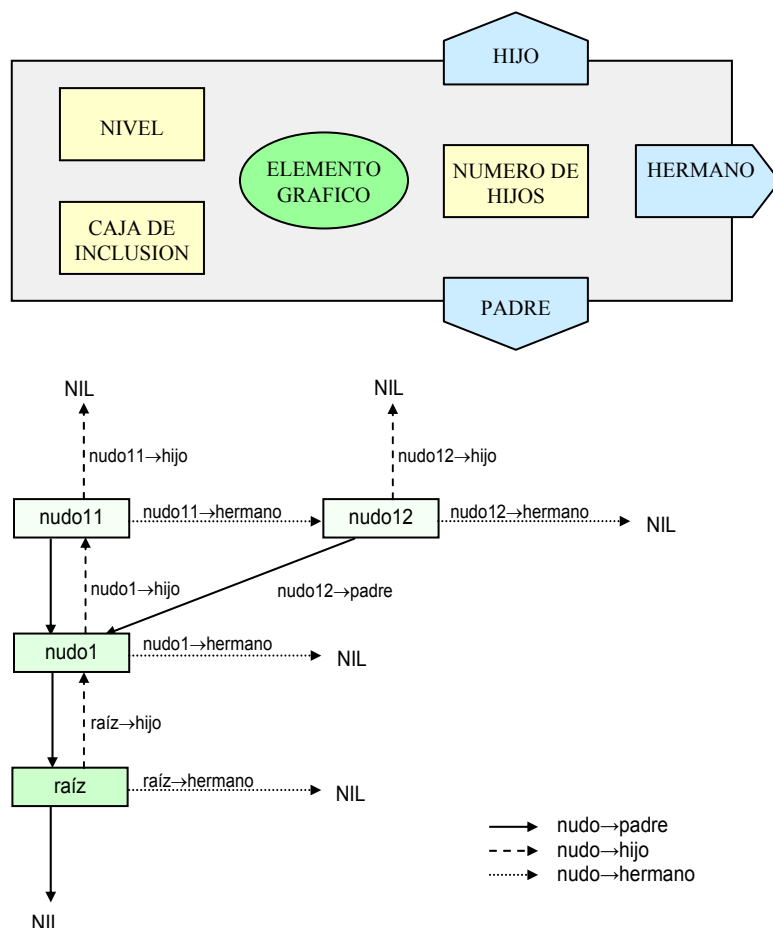 HIJO
NIVEL
ELEMENTO
GRAFICO
NUMERO DE
HIJOS
HERMANO
CAJA DE
INCLUSION
PADRE
NIL
NIL
nudo11→hijo
nudo12→hijo
nudo11
nudo11→hermano
nudo12
nudo12→hermano
NIL
nudo1→hijo
nudo12→padre
nudo1
nudo1→hermano
NIL
raíz→hijo
raíz
raíz→hermano
NIL
nudo→padre
nudo→hijo
nudo→hermano
NIL